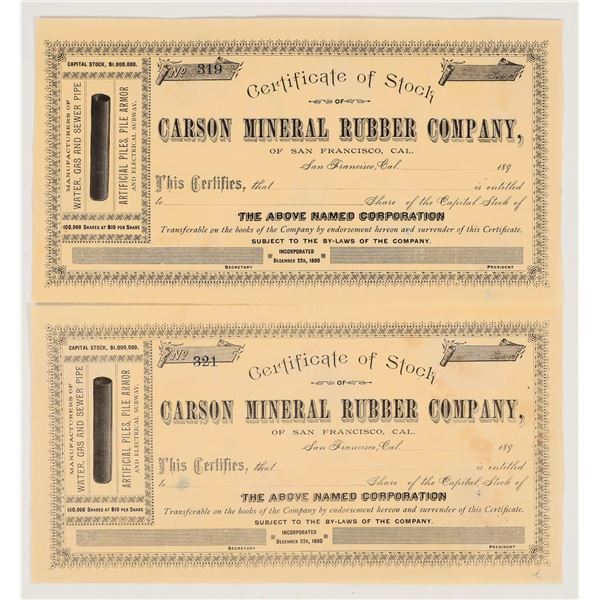 CAPITAL STOCK, $1,000,000.
MANUFACTURERS OF
WATER, GAS AND SEWER PIPE
ARTIFICIAL PILES, PILE ARMOR
AND ELECTRICAL SUBWAY.
100,000 SHARES AT $10 PER SHARE
No 319
Shares
Certificate of Stock
OF
CARSON MINERAL RUBBER COMPANY,
OF SAN FRANCISCO, CAL.
San Francisco, Cal. 189
This Certifies, that is entitled
to Share of the Capital Stock of
THE ABOVE NAMED CORPORATION
Transferable on the books of the Company by endorsement hereon and surrender of this Certificate.
SUBJECT TO THE BY-LAWS OF THE COMPANY.
INCORPORATED
DECEMBER 22D, 1890
SECRETARY
PRESIDENT
CAPITAL STOCK, $1,000,000.
MANUFACTURERS OF
WATER, GAS AND SEWER PIPE
ARTIFICIAL PILES, PILE ARMOR
AND ELECTRICAL SUBWAY.
100,000 SHARES AT $10 PER SHARE
No 321
Shares
Certificate of Stock
OF
CARSON MINERAL RUBBER COMPANY,
OF SAN FRANCISCO, CAL.
San Francisco, Cal. 189
This Certifies, that is entitled
to Share of the Capital Stock of
THE ABOVE NAMED CORPORATION
Transferable on the books of the Company by endorsement hereon and surrender of this Certificate.
SUBJECT TO THE BY-LAWS OF THE COMPANY.
INCORPORATED
DECEMBER 22D, 1890
SECRETARY
PRESIDENT